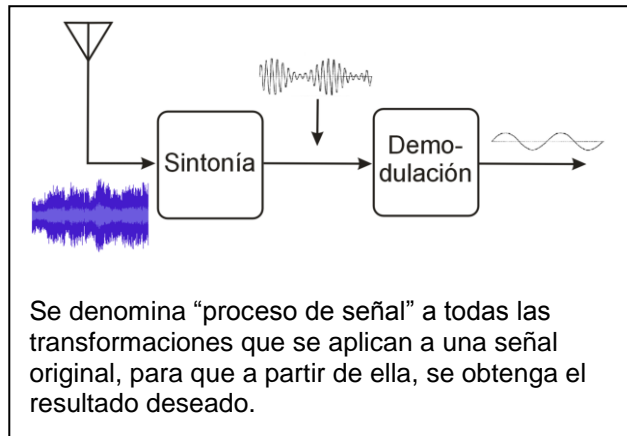 Sintonía
Demo-
dulación
Se denomina “proceso de señal” a todas las
transformaciones que se aplican a una señal
original, para que a partir de ella, se obtenga el
resultado deseado.